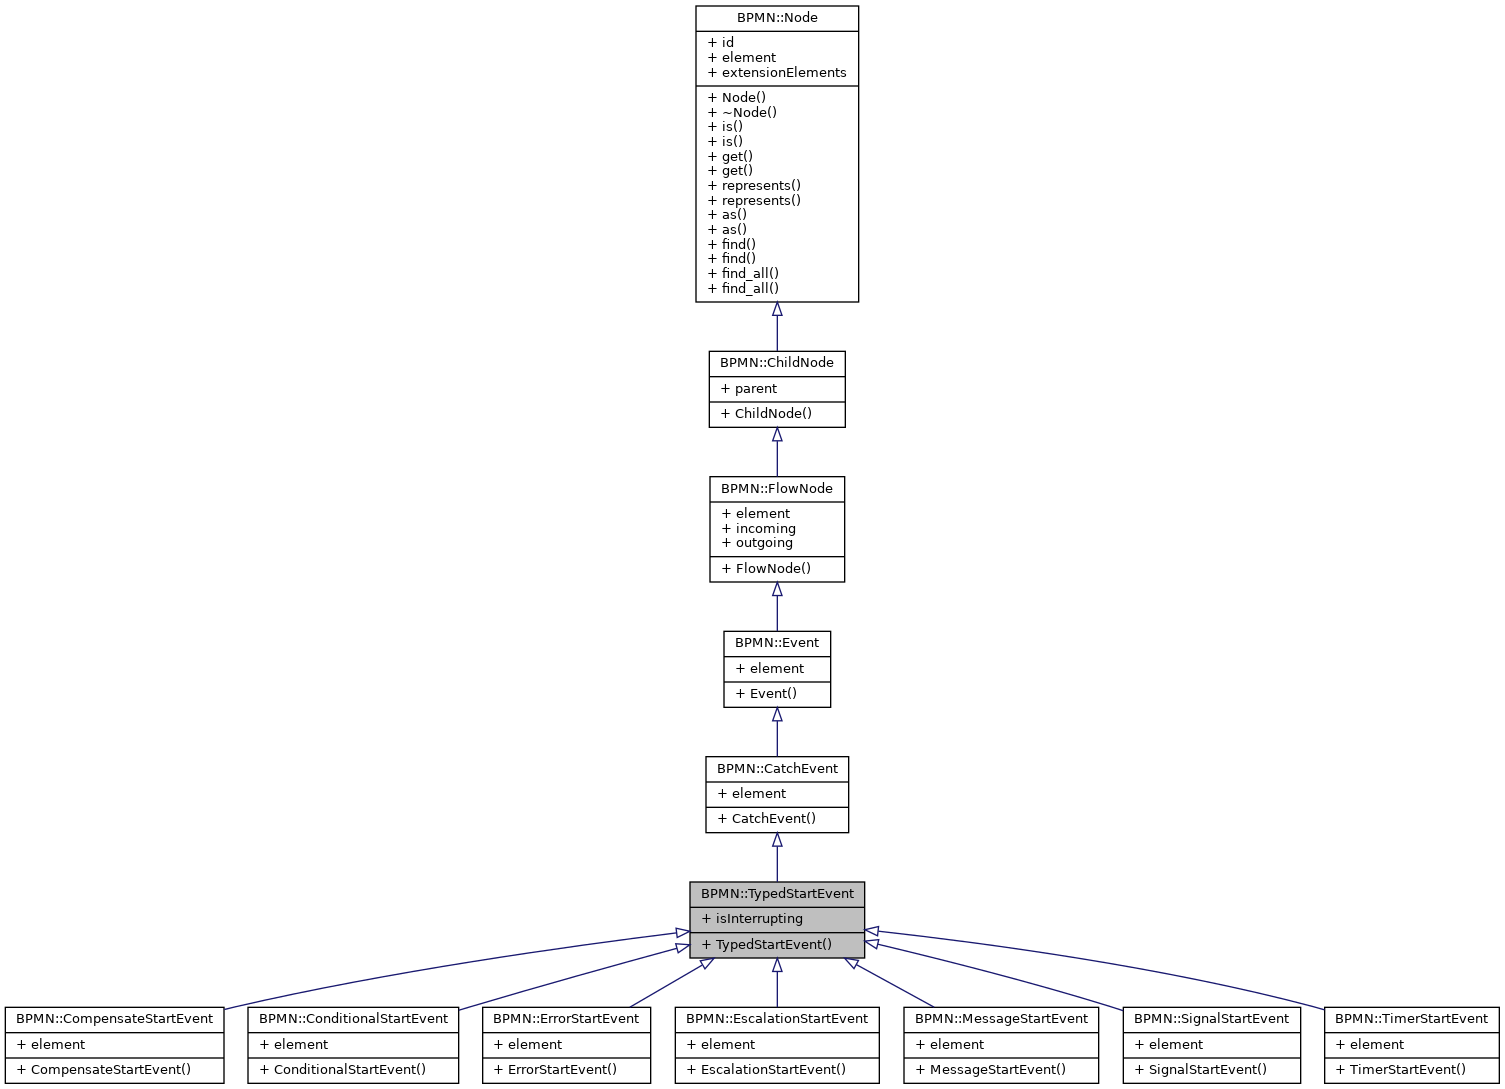 BPMN::Node
+ id
+ element
+ extensionElements
+ Node()
+ ~Node()
+ is()
+ is()
+ get()
+ get()
+ represents()
+ represents()
+ as()
+ as()
+ find()
+ find()
+ find_all()
+ find_all()
BPMN::ChildNode
+ parent
+ ChildNode()
BPMN::FlowNode
+ element
+ incoming
+ outgoing
+ FlowNode()
BPMN::Event
+ element
+ Event()
BPMN::CatchEvent
+ element
+ CatchEvent()
BPMN::TypedStartEvent
+ isInterrupting
+ TypedStartEvent()
BPMN::CompensateStartEvent
+ element
+ CompensateStartEvent()
BPMN::ConditionalStartEvent
+ element
+ ConditionalStartEvent()
BPMN::ErrorStartEvent
+ element
+ ErrorStartEvent()
BPMN::EscalationStartEvent
+ element
+ EscalationStartEvent()
BPMN::MessageStartEvent
+ element
+ MessageStartEvent()
BPMN::SignalStartEvent
+ element
+ SignalStartEvent()
BPMN::TimerStartEvent
+ element
+ TimerStartEvent()